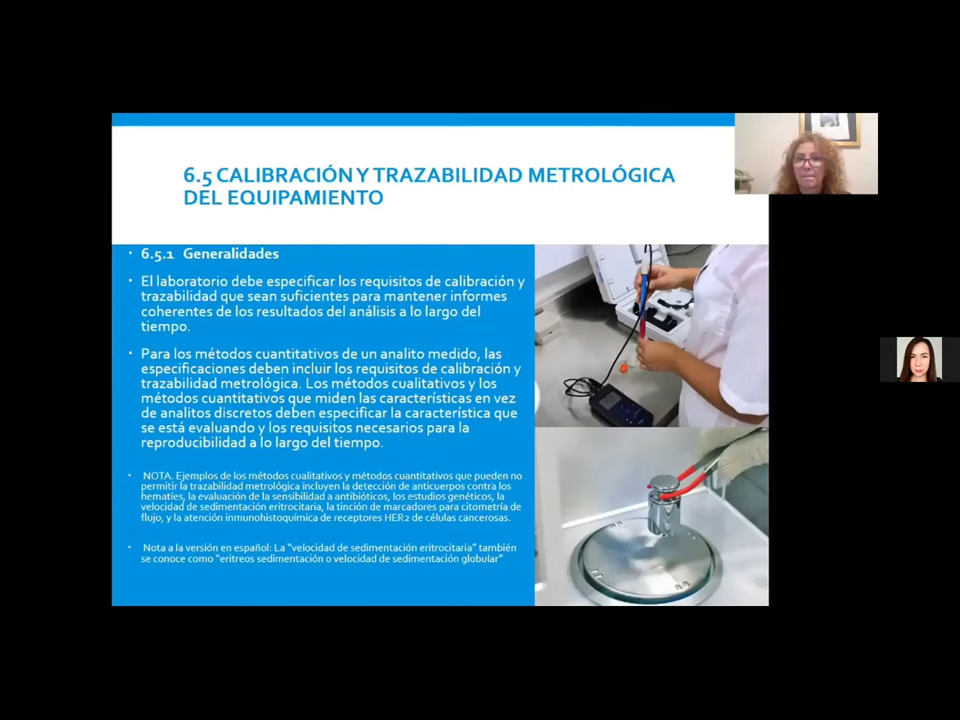 6.5 CALIBRACIÓN Y TRAZABILIDAD METROLÓGICA
DEL EQUIPAMIENTO
• 6.5.1 Generalidades
• El laboratorio debe especificar los requisitos de calibración y
trazabilidad que sean suficientes para mantener informes
coherentes de los resultados del análisis a lo largo del
tiempo.
• Para los métodos cuantitativos de un analito medido, las
especificaciones deben incluir los requisitos de calibración y
trazabilidad metrológica. Los métodos cualitativos y los
métodos cuantitativos que miden las características en vez
de analitos discretos deben especificar la característica que
se está evaluando y los requisitos necesarios para la
reproducibilidad a lo largo del tiempo.
• NOTA. Ejemplos de los métodos cualitativos y métodos cuantitativos que pueden no
permitir la trazabilidad metrológica incluyen la detección de anticuerpos contra los
hematíes, la evaluación de la sensibilidad a antibióticos, los estudios genéticos, la
velocidad de sedimentación eritrocitaria, la tinción de marcadores para citometría de
flujo, y la atención inmunohistoquímica de receptores HER2 de células cancerosas.
• Nota a la versión en español: La “velocidad de sedimentación eritrocitaria” también
se conoce como “eritreos sedimentación o velocidad de sedimentación globular”